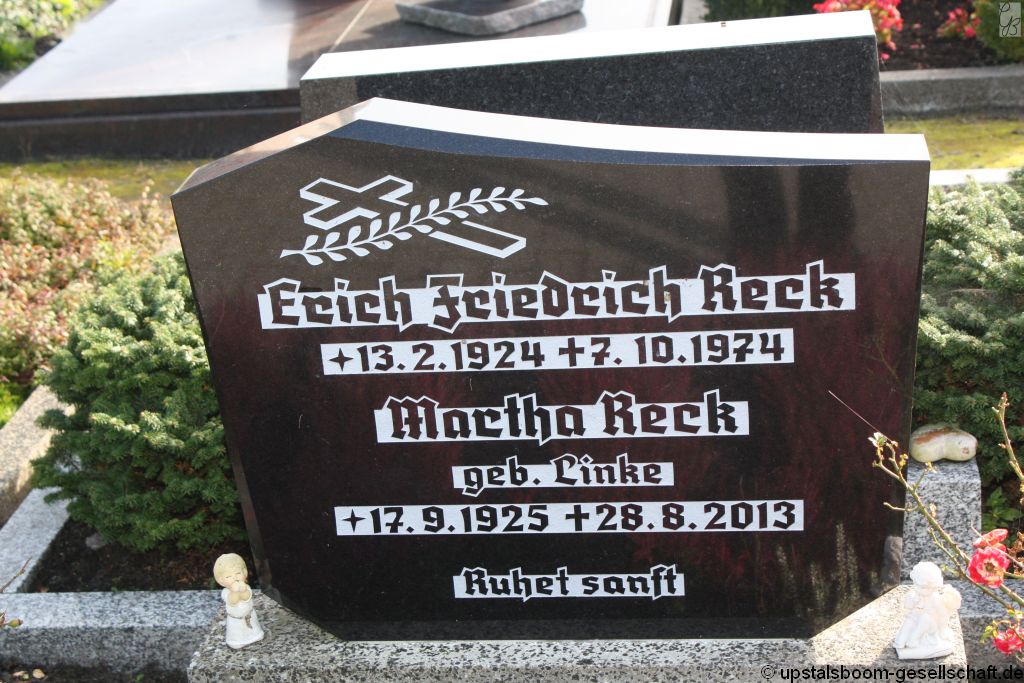 Erich Friedrich Reck
✦13.2.1924 ✝7.10.1974
Martha Reck
geb. Linke
✦17.9.1925 ✝28.8.2013
Ruhet sanft
© upstalsboom-gesellschaft.de